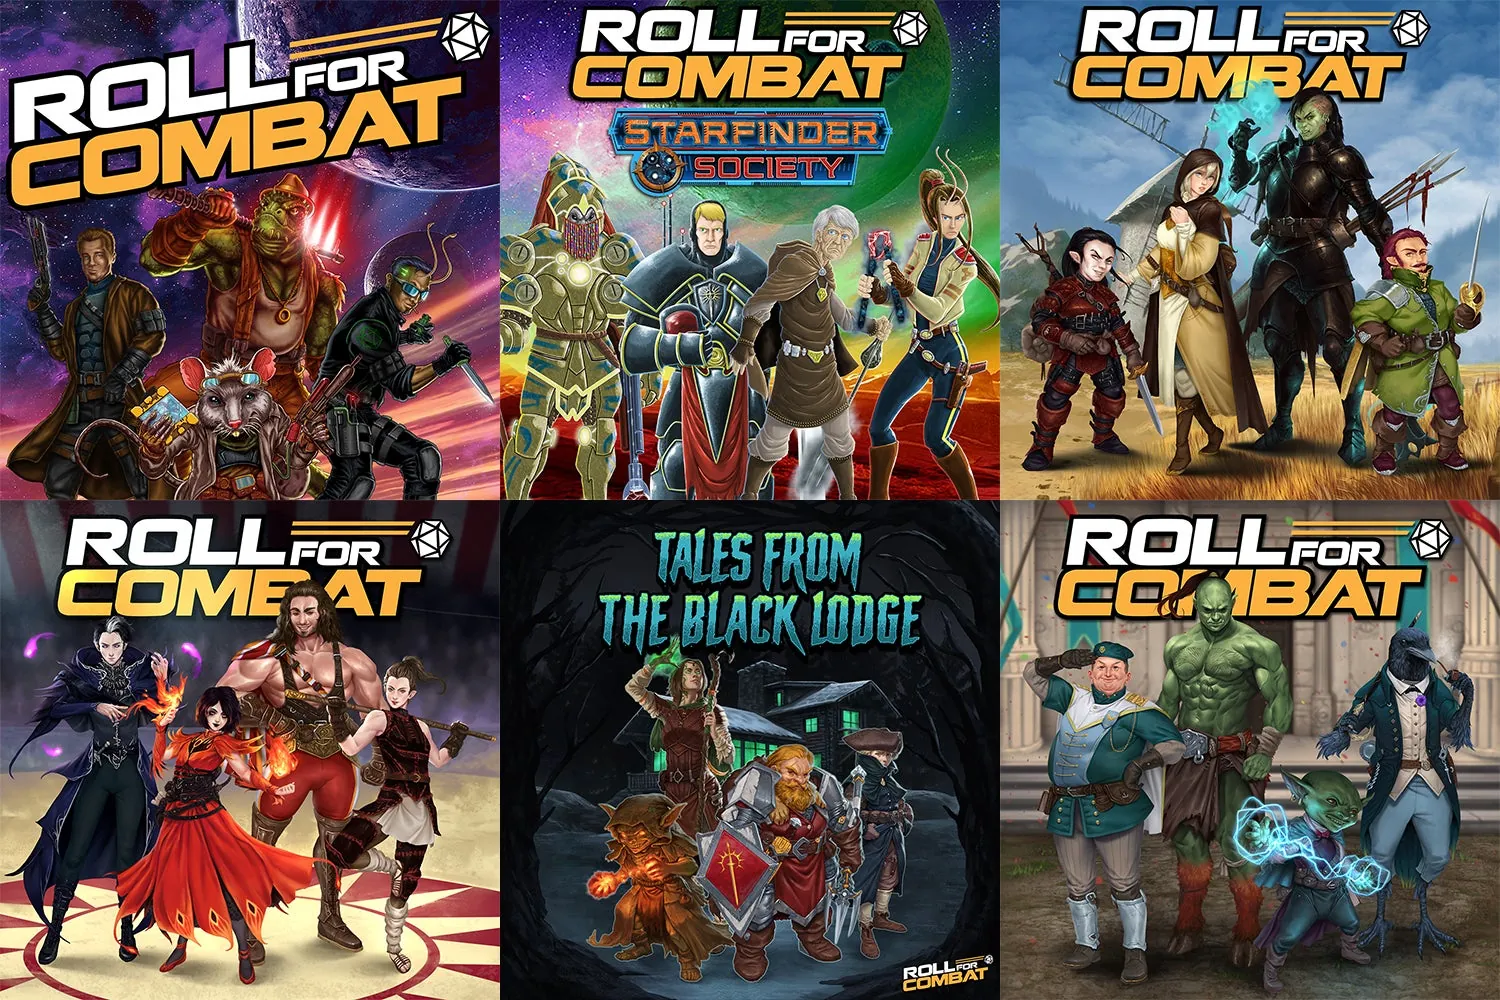 ROLL FOR
COMBAT
ROLL FOR
COMBAT
STARFINDER
SOCIETY
ROLL FOR
COMBAT
ROLL FOR
COMBAT
TALES FROM
THE BLACK LODGE
ROLL FOR
COMBAT
ROLL FOR
COMBAT